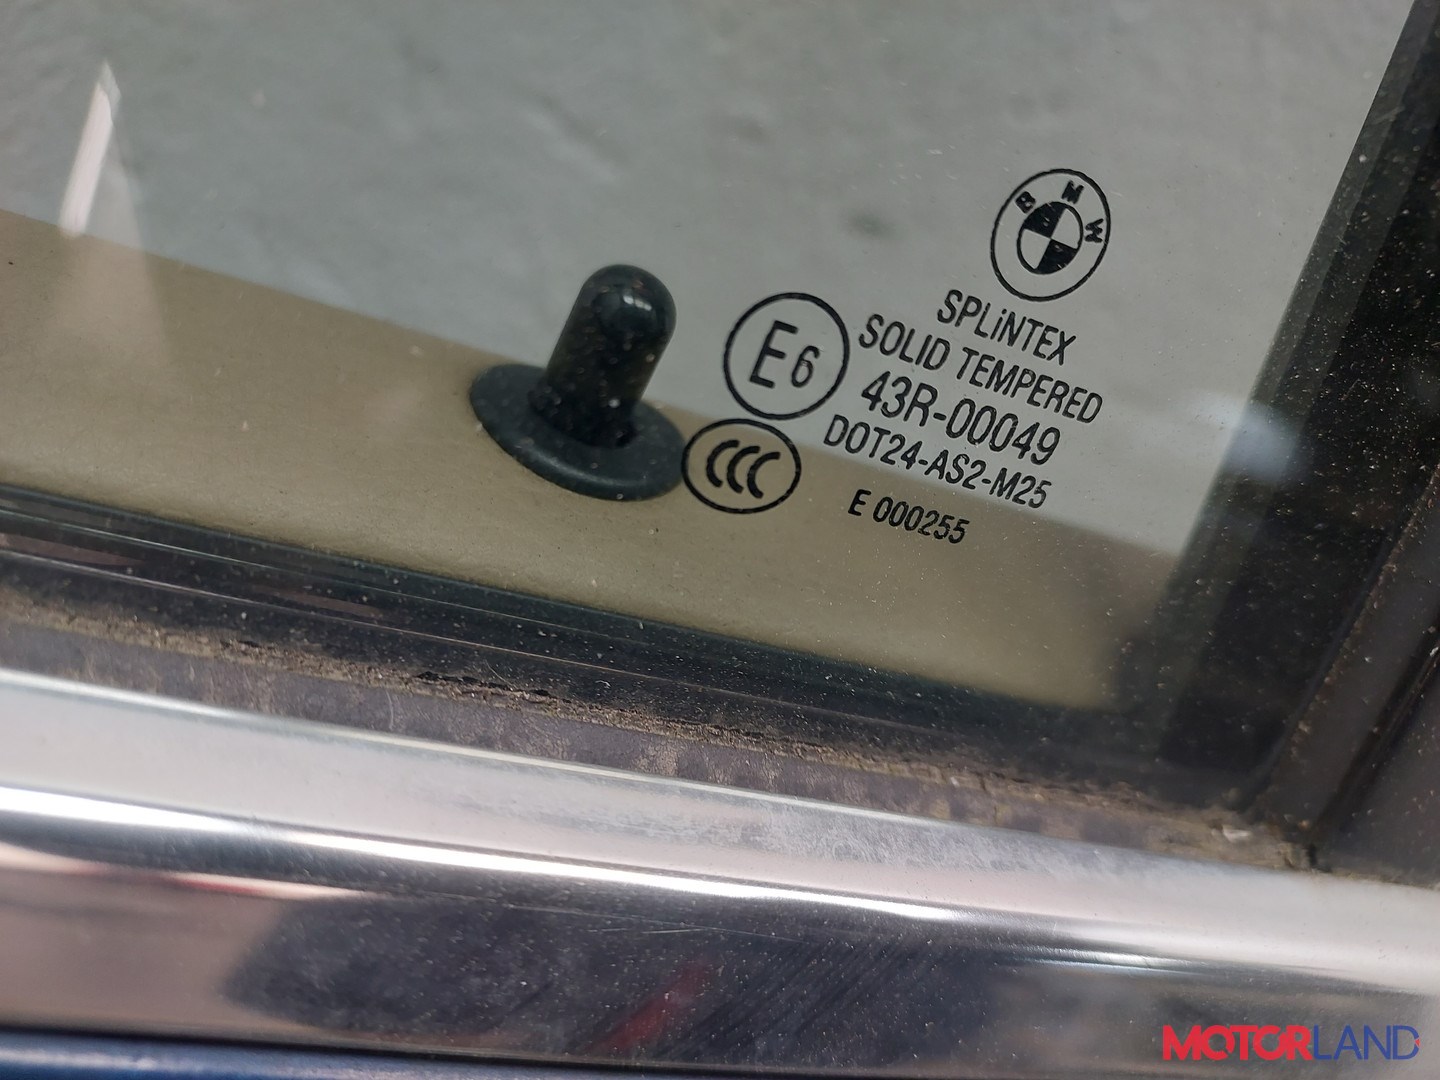 BMW
SPLiNTEX
E6 SOLID TEMPERED
43R-00049
CCC DOT24-AS2-M25
E 000255
MOTORLAND